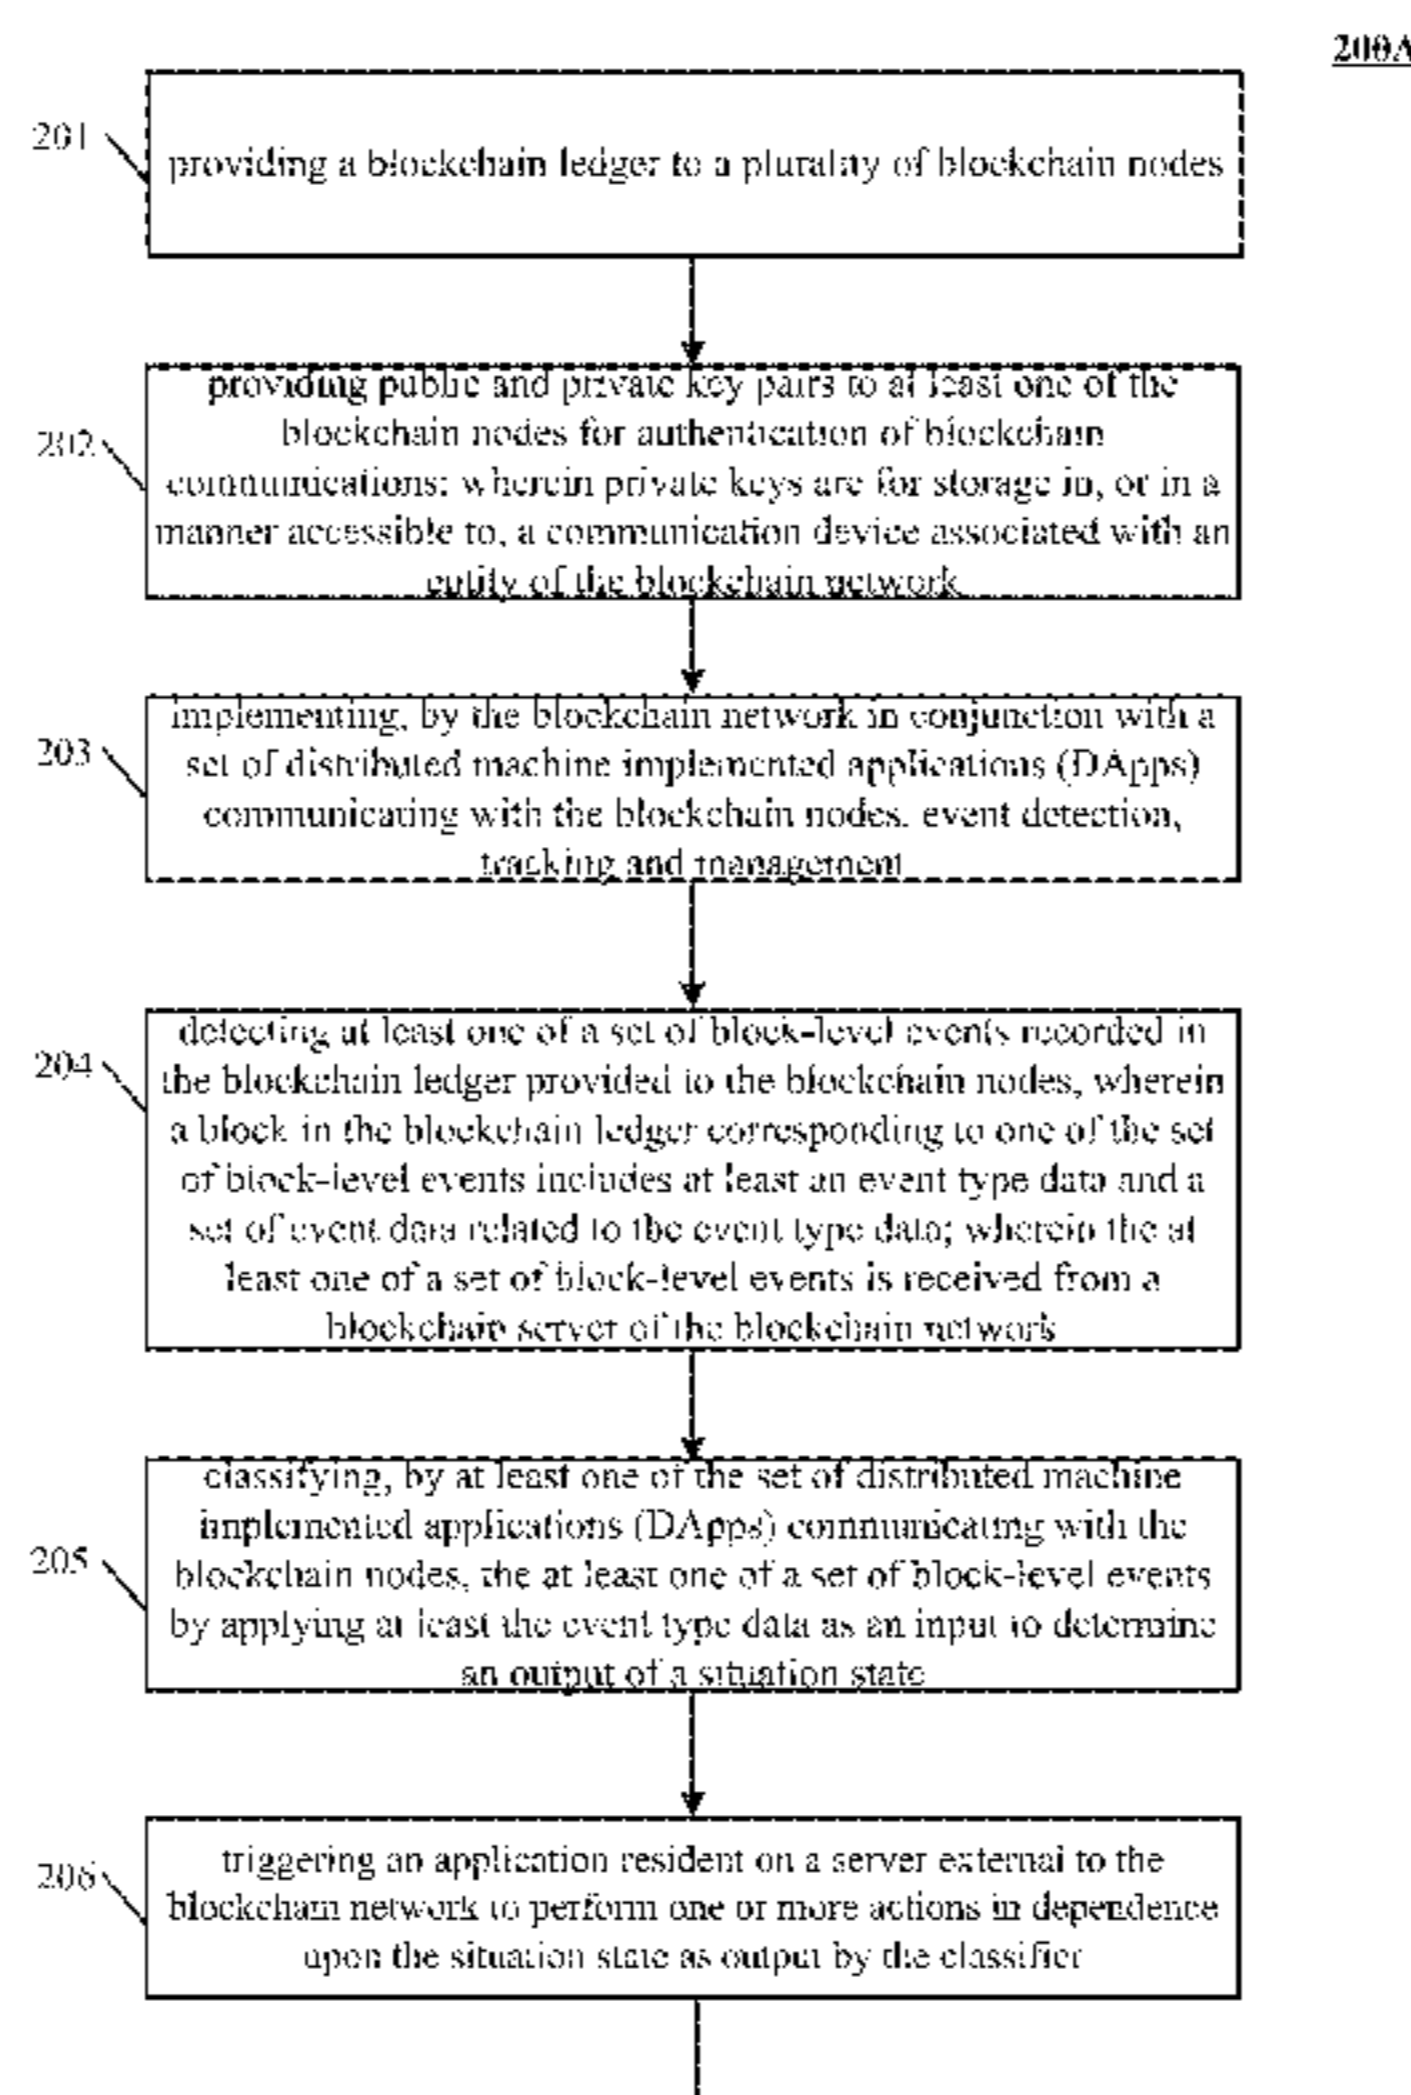 200A
201
providing a blockchain ledger to a plurality of blockchain nodes
202
providing public and private key pairs to at least one of the
blockchain nodes for authentication of blockchain
communications; wherein private keys are for storage in, or in a
manner accessible to, a communication device associated with an
entity of the blockchain network
203
implementing, by the blockchain network in conjunction with a
set of distributed machine implemented applications (DApps)
communicating with the blockchain nodes, event detection,
tracking and management
204
detecting at least one of a set of block-level events recorded in
the blockchain ledger provided to the blockchain nodes, wherein
a block in the blockchain ledger corresponding to one of the set
of block-level events includes at least an event type data and a
set of event data related to the event type data; wherein the at
least one of a set of block-level events is received from a
blockchain server of the blockchain network
205
classifying, by at least one of the set of distributed machine
implemented applications (DApps) communicating with the
blockchain nodes, the at least one of a set of block-level events
by applying at least the event type data as an input to determine
an output of a situation state
206
triggering an application resident on a server external to the
blockchain network to perform one or more actions in dependence
upon the situation state as output by the classifier